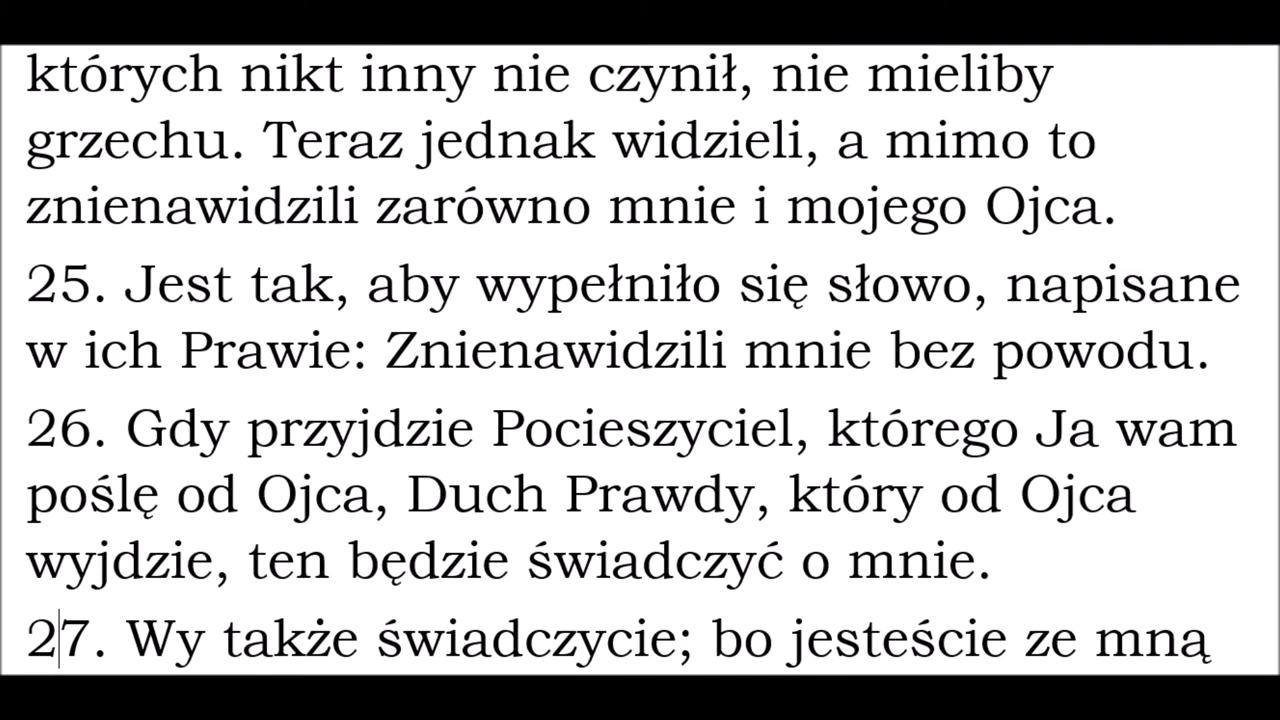 których nikt inny nie czynił, nie mieliby
grzechu. Teraz jednak widzieli, a mimo to
znienawidzili zarówno mnie i mojego Ojca.
25. Jest tak, aby wypełniło się słowo, napisane
w ich Prawie: Znienawidzili mnie bez powodu.
26. Gdy przyjdzie Pocieszyciel, którego Ja wam
poślę od Ojca, Duch Prawdy, który od Ojca
wyjdzie, ten będzie świadczyć o mnie.
27. Wy także świadczycie; bo jesteście ze mną